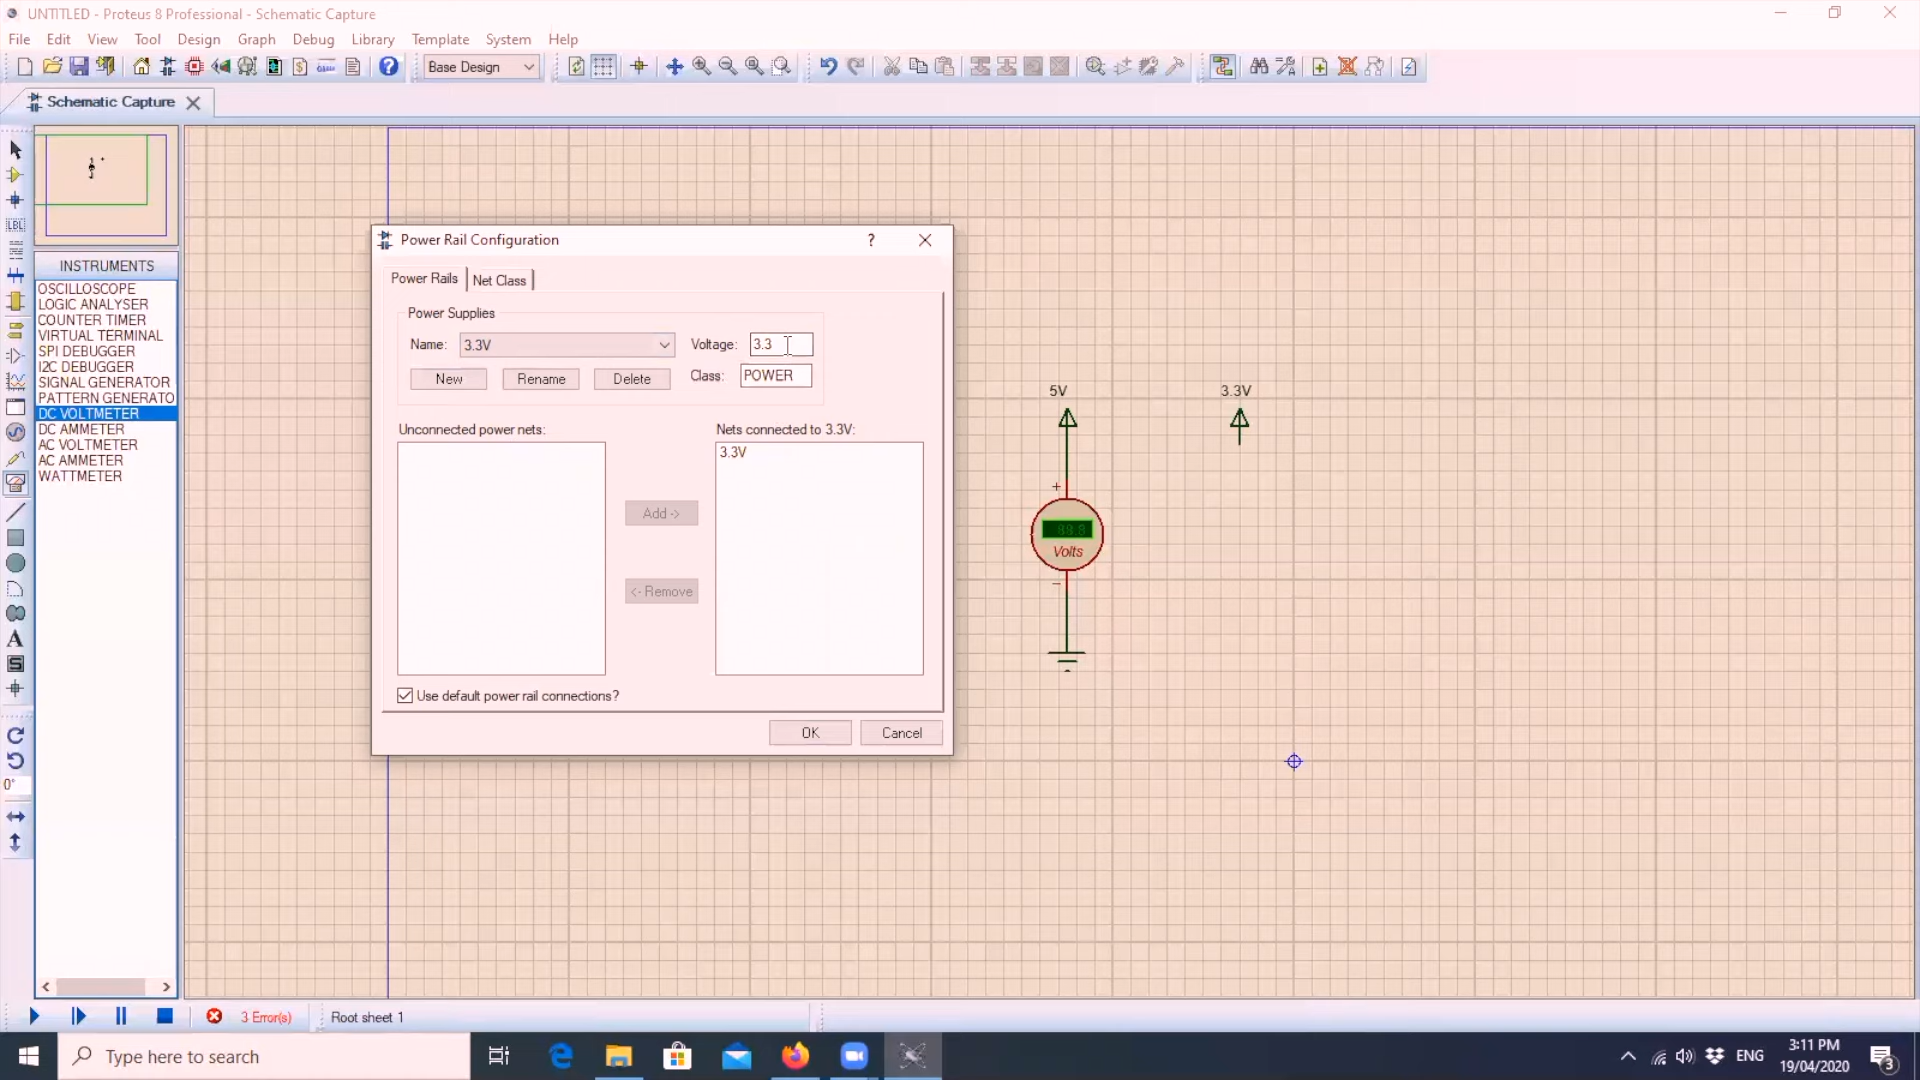 UNTITLED - Proteus 8 Professional - Schematic Capture
File Edit View Tool Design Graph Debug Library Template System Help
Base Design
Schematic Capture
LBL
INSTRUMENTS
OSCILLOSCOPE
LOGIC ANALYSER
COUNTER TIMER
VIRTUAL TERMINAL
SPI DEBUGGER
I2C DEBUGGER
SIGNAL GENERATOR
PATTERN GENERATO
DC VOLTMETER
DC AMMETER
AC VOLTMETER
AC AMMETER
WATTMETER
A
S
0°
Power Rail Configuration
?
Power Rails Net Class
Power Supplies
Name: 3.3V Voltage: 3.3
New Rename Delete Class: POWER
Unconnected power nets: Nets connected to 3.3V:
3.3V
Add ->
<- Remove
Use default power rail connections?
OK Cancel
5V 3.3V
+
88.8
Volts
−
3 Error(s) Root sheet 1
Type here to search
ENG
3:11 PM
19/04/2020
3